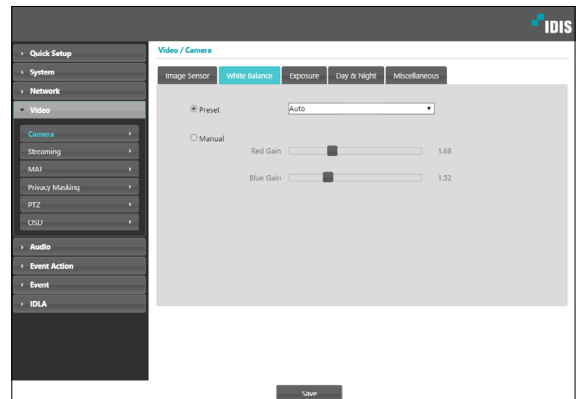 IDIS
Quick Setup
System
Network
Video
Camera
Streaming
MAT
Privacy Masking
PTZ
OSD
Audio
Event Action
Event
IDLA
Video / Camera
Image Sensor White Balance Exposure Day & Night Miscellaneous
Preset Auto
Manual
Red Gain 1.68
Blue Gain 1.52
Save